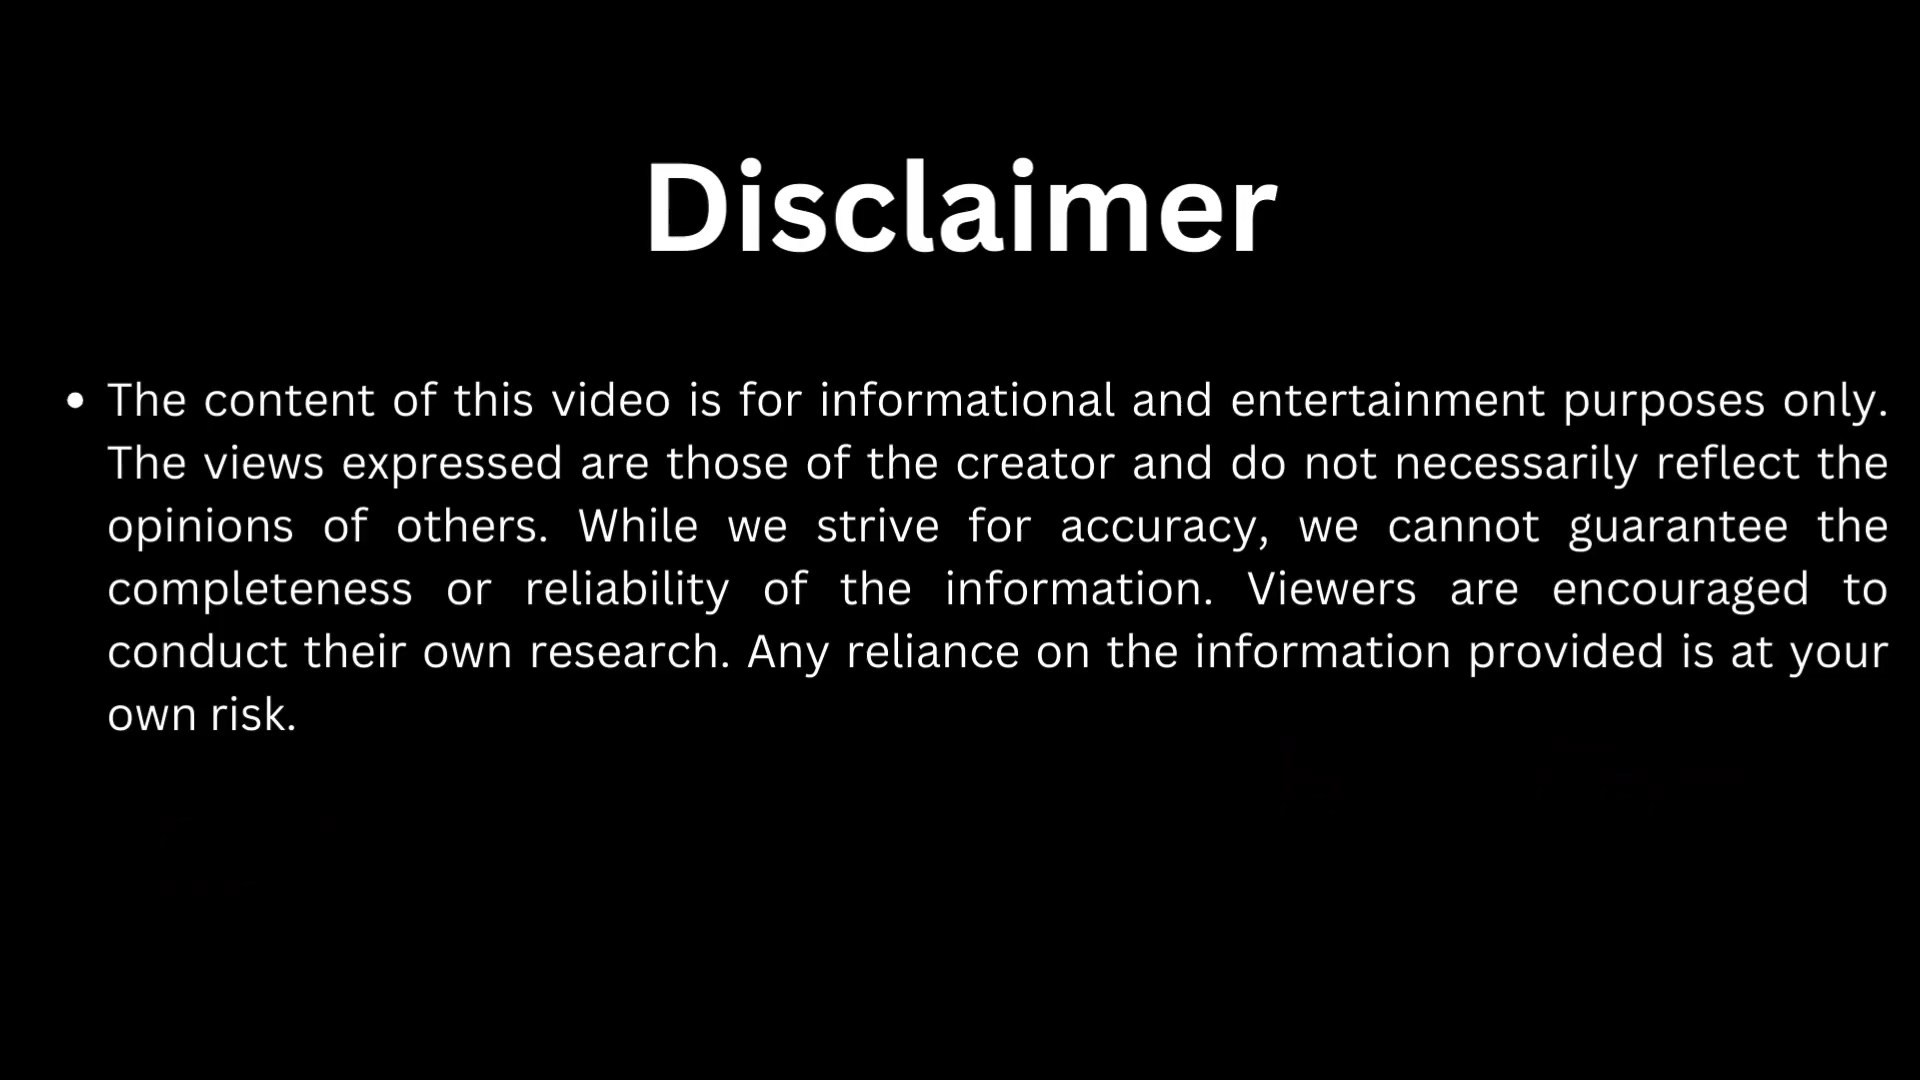 Disclaimer
• The content of this video is for informational and entertainment purposes only.
The views expressed are those of the creator and do not necessarily reflect the
opinions of others. While we strive for accuracy, we cannot guarantee the
completeness or reliability of the information. Viewers are encouraged to
conduct their own research. Any reliance on the information provided is at your
own risk.